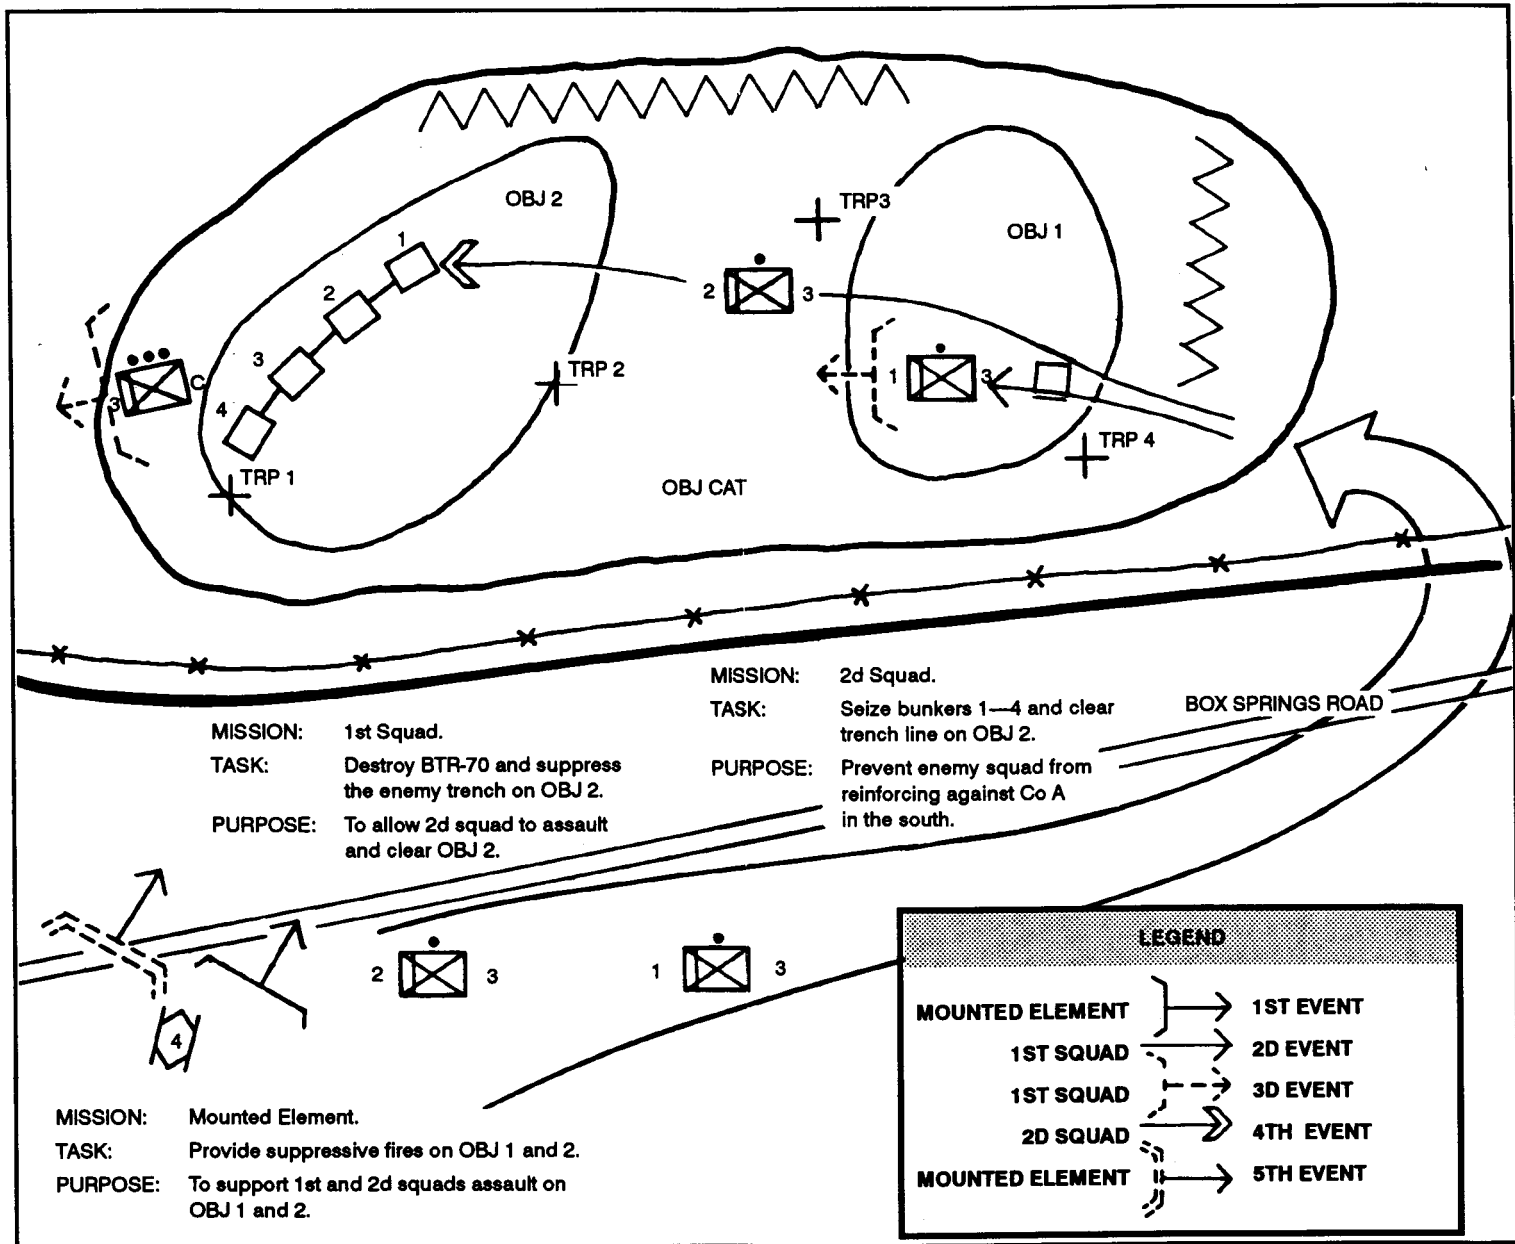 OBJ 2
TRP3
OBJ 1
1
2
3
4
2
3
C
3
TRP 2
1
3
TRP 4
TRP 1
OBJ CAT
MISSION: 2d Squad.
TASK: Seize bunkers 1—4 and clear
trench line on OBJ 2.
PURPOSE: Prevent enemy squad from
reinforcing against Co A
in the south.
BOX SPRINGS ROAD
MISSION: 1st Squad.
TASK: Destroy BTR-70 and suppress
the enemy trench on OBJ 2.
PURPOSE: To allow 2d squad to assault
and clear OBJ 2.
2
3
1
3
4
MISSION: Mounted Element.
TASK: Provide suppressive fires on OBJ 1 and 2.
PURPOSE: To support 1st and 2d squads assault on
OBJ 1 and 2.
LEGEND
MOUNTED ELEMENT 1ST EVENT
1ST SQUAD 2D EVENT
1ST SQUAD 3D EVENT
2D SQUAD 4TH EVENT
MOUNTED ELEMENT 5TH EVENT